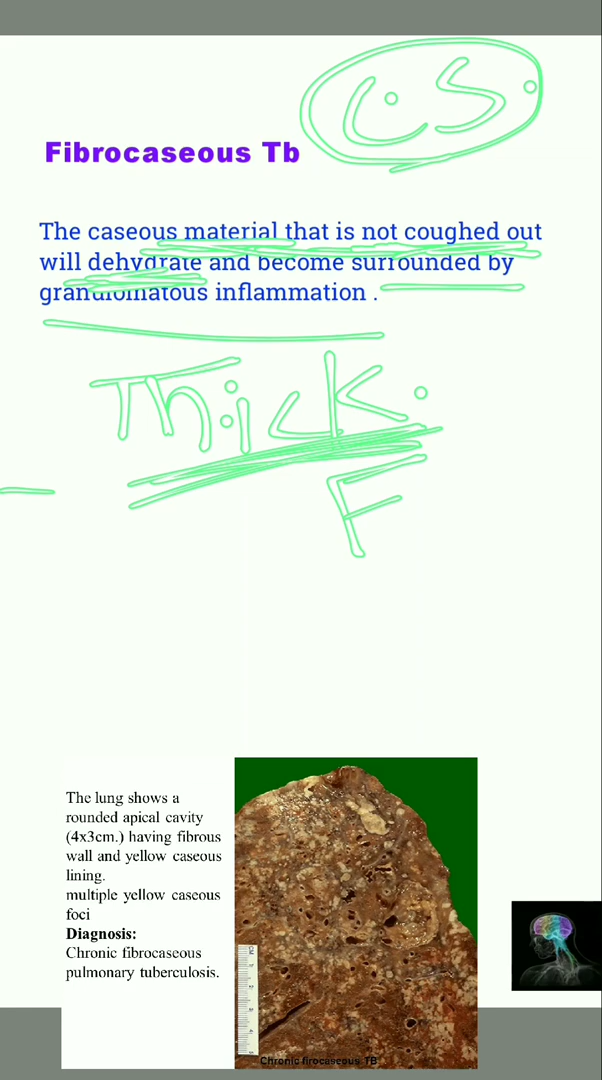 C.S.
Fibrocaseous Tb
The caseous material that is not coughed out
will dehydrate and become surrounded by
granulomatous inflammation .
Thick.
F
The lung shows a
rounded apical cavity
(4x3cm.) having fibrous
wall and yellow caseous
lining.
multiple yellow caseous
foci
Diagnosis:
Chronic fibrocaseous
pulmonary tuberculosis.
Chronic firocaseous TB